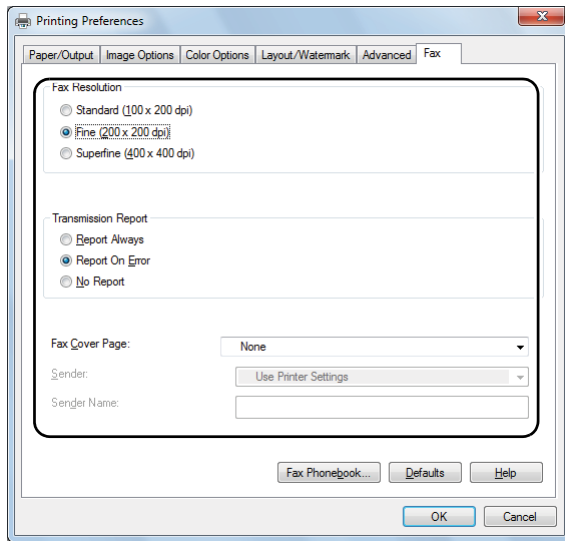 Printing Preferences
Paper/Output Image Options Color Options Layout/Watermark Advanced Fax
Fax Resolution
Standard (100 x 200 dpi)
Fine (200 x 200 dpi)
Superfine (400 x 400 dpi)
Transmission Report
Report Always
Report On Error
No Report
Fax Cover Page: None
Sender: Use Printer Settings
Sender Name:
Fax Phonebook... Defaults Help
OK Cancel